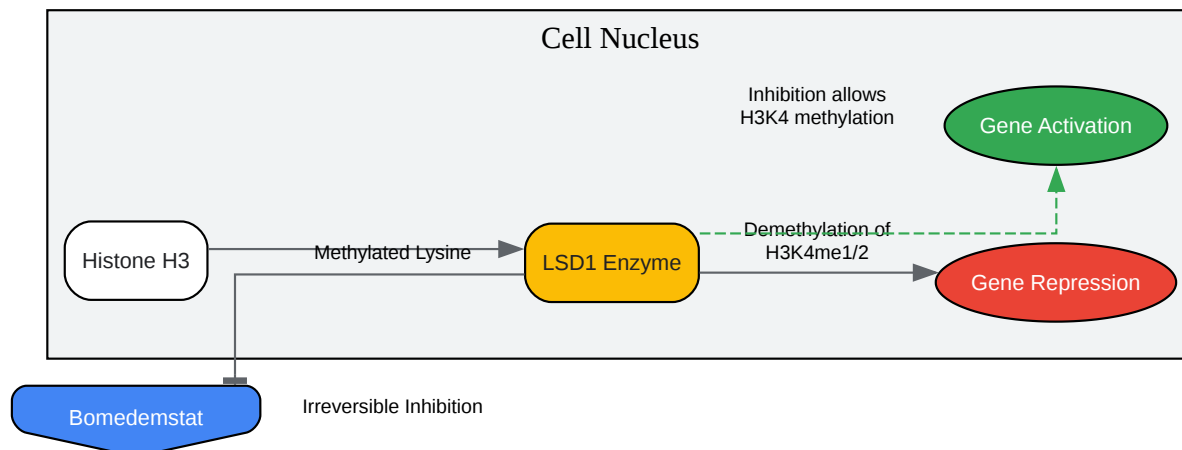 Cell Nucleus
Inhibition allows
H3K4 methylation
Gene Activation
Histone H3
Methylated Lysine
LSD1 Enzyme
Demethylation of
H3K4me1/2
Gene Repression
Bomedemstat
Irreversible Inhibition